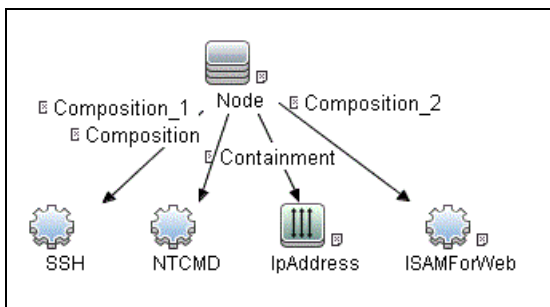 Node
Composition_1
Composition_2
Composition
Containment
SSH
NTCMD
IpAddress
ISAMForWeb